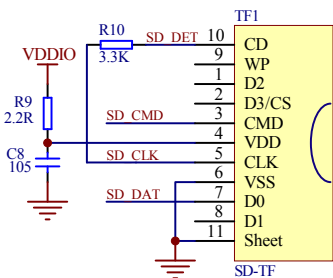 TF1
R10
3.3K
SD_DET 10 CD
9 WP
VDDIO
1 D2
2 D3/CS
R9
2.2R
SD_CMD 3 CMD
4 VDD
C8
105
SD_CLK 5 CLK
6 VSS
SD_DAT 7 D0
8 D1
11 Sheet
SD-TF